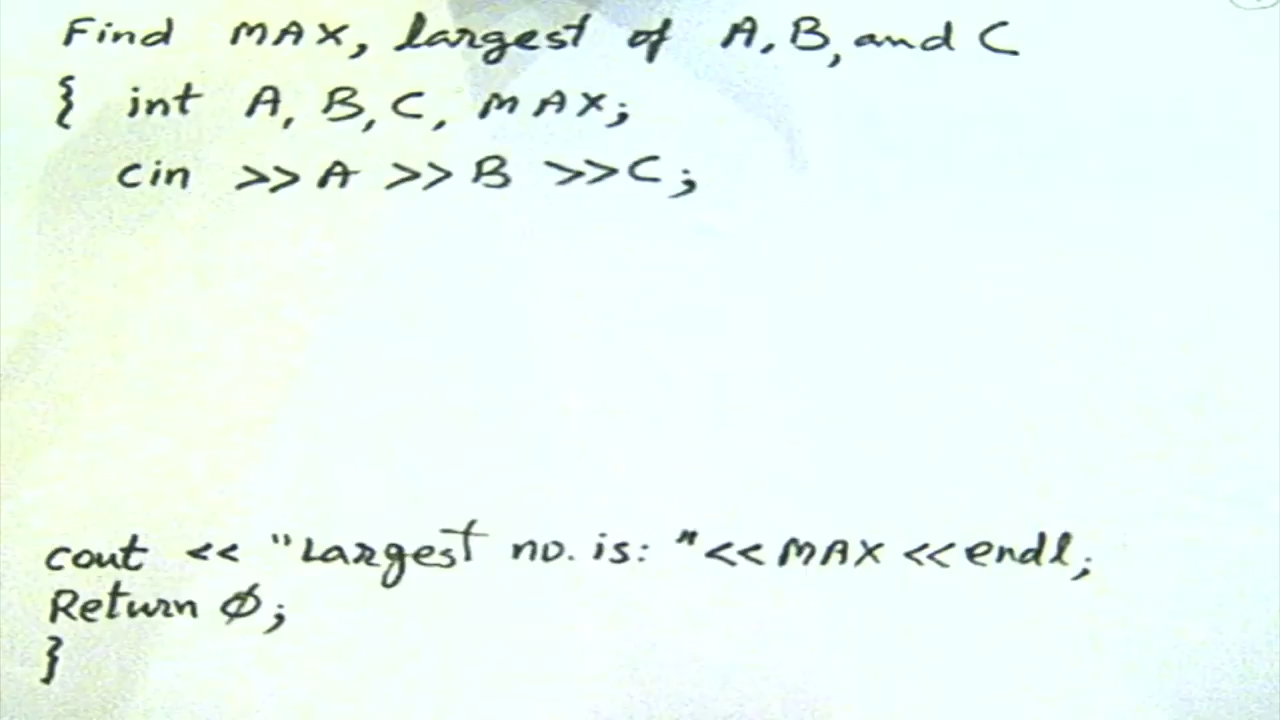 Find MAX, largest of A, B, and C
{ int A, B, C, MAX;
cin >> A >> B >> C;
cout << "Largest no. is: " << MAX << endl;
Return Ø;
}